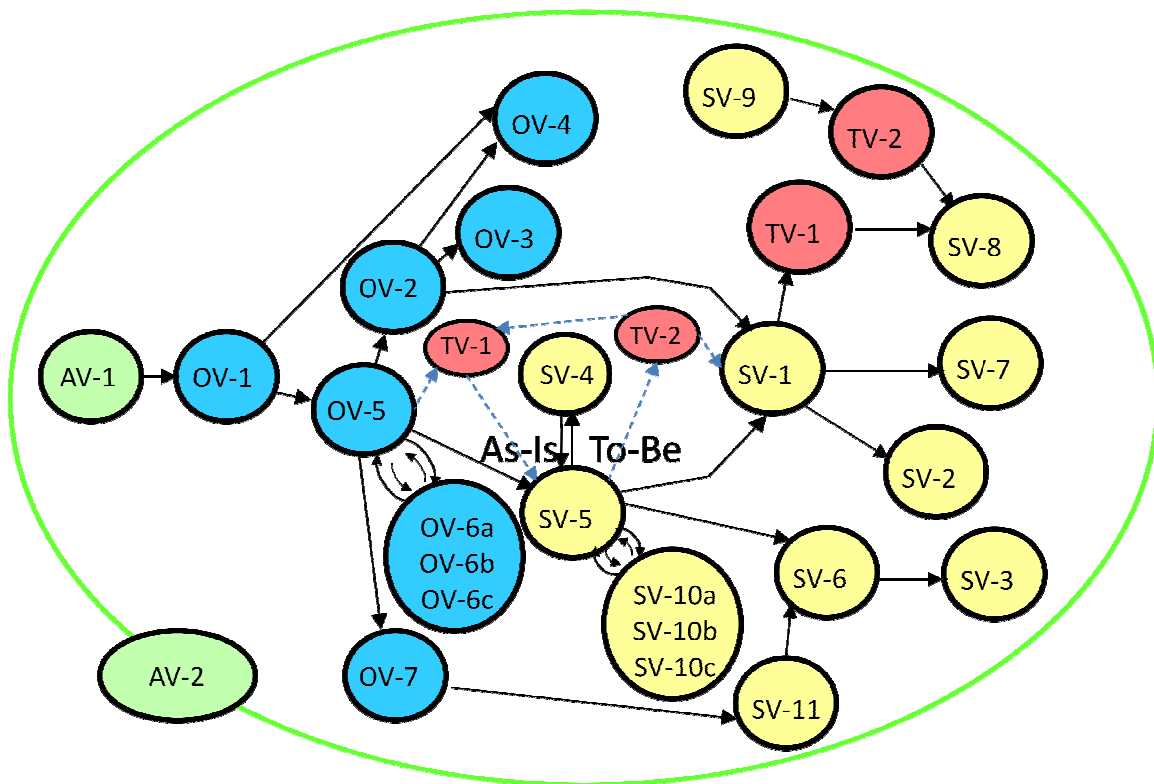 SV-9
OV-4
TV-2
OV-3
TV-1
SV-8
OV-2
TV-1
TV-2
SV-4
SV-1
SV-7
AV-1
OV-1
OV-5
As-Is
To-Be
SV-2
SV-5
OV-6a
OV-6b
OV-6c
SV-6
SV-3
SV-10a
SV-10b
SV-10c
AV-2
OV-7
SV-11